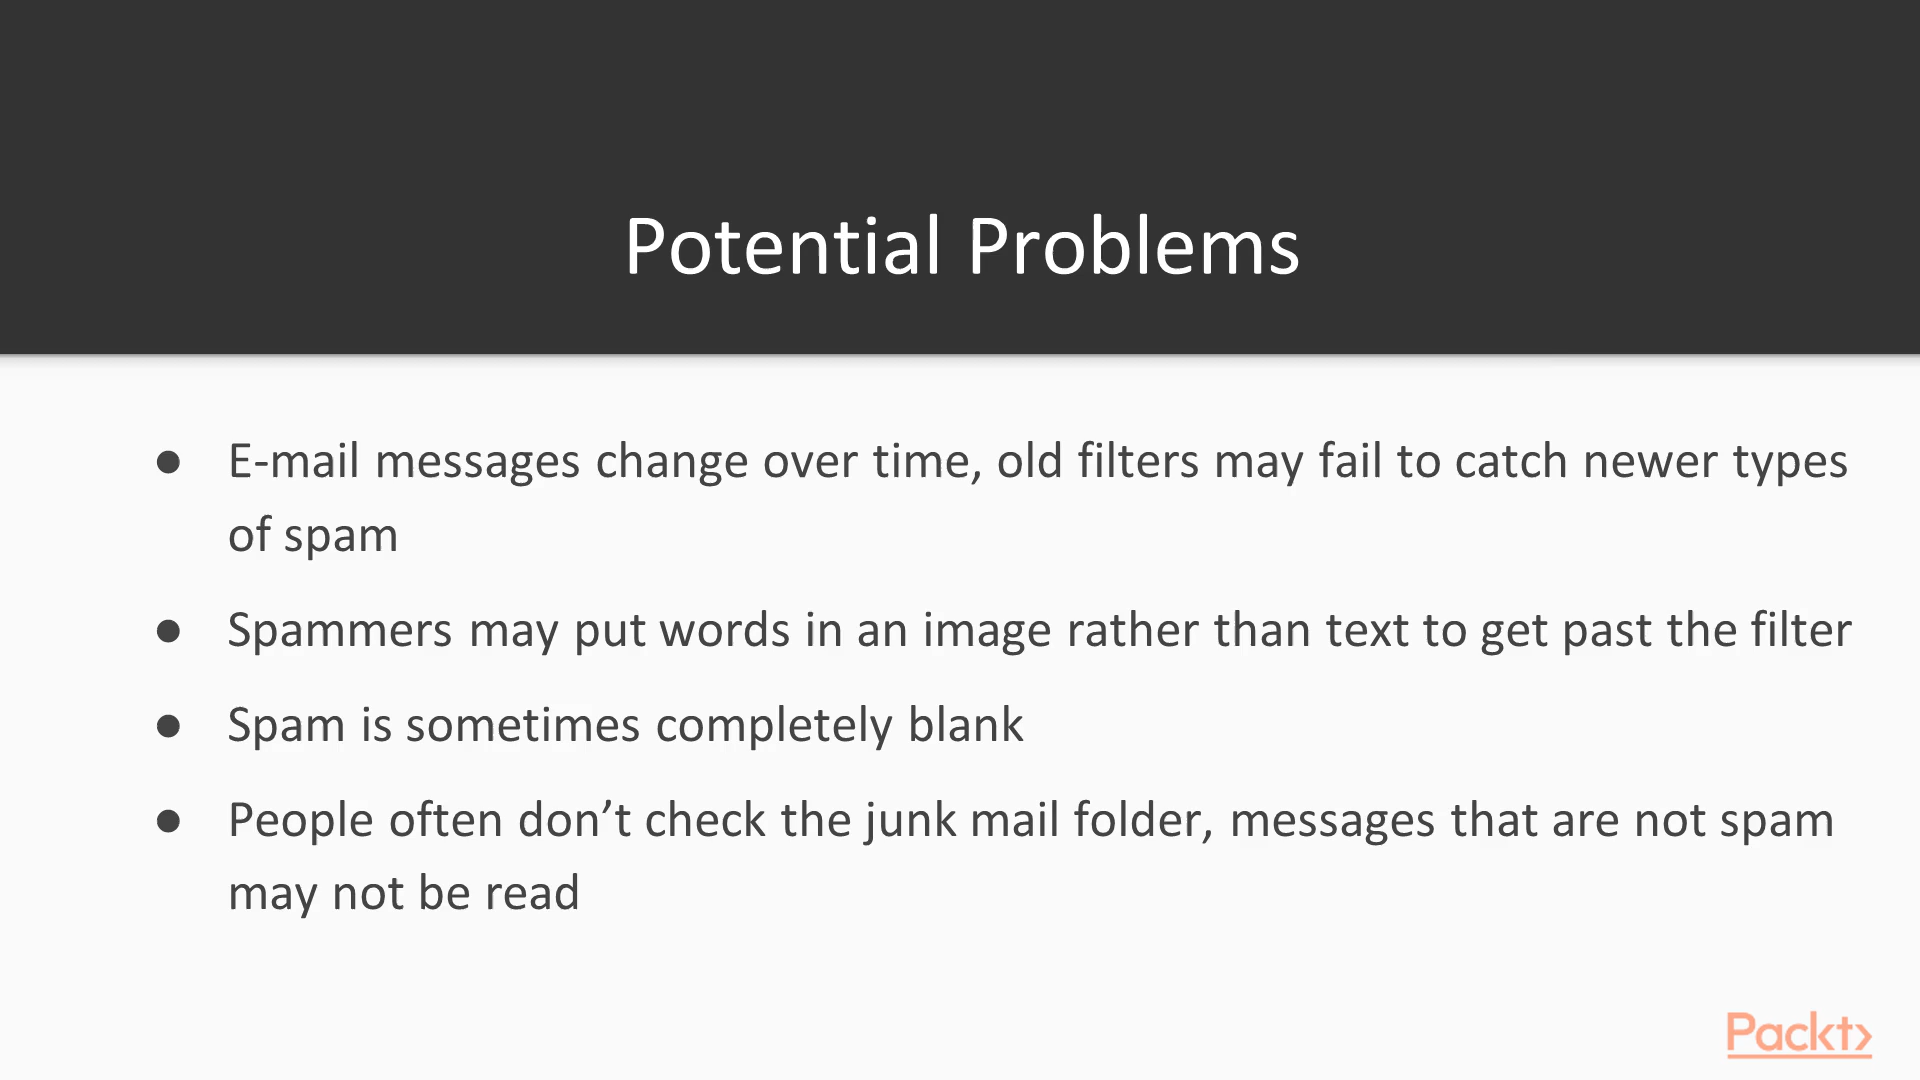 Potential Problems
● E-mail messages change over time, old filters may fail to catch newer types
of spam
● Spammers may put words in an image rather than text to get past the filter
● Spam is sometimes completely blank
● People often don’t check the junk mail folder, messages that are not spam
may not be read
Packt>